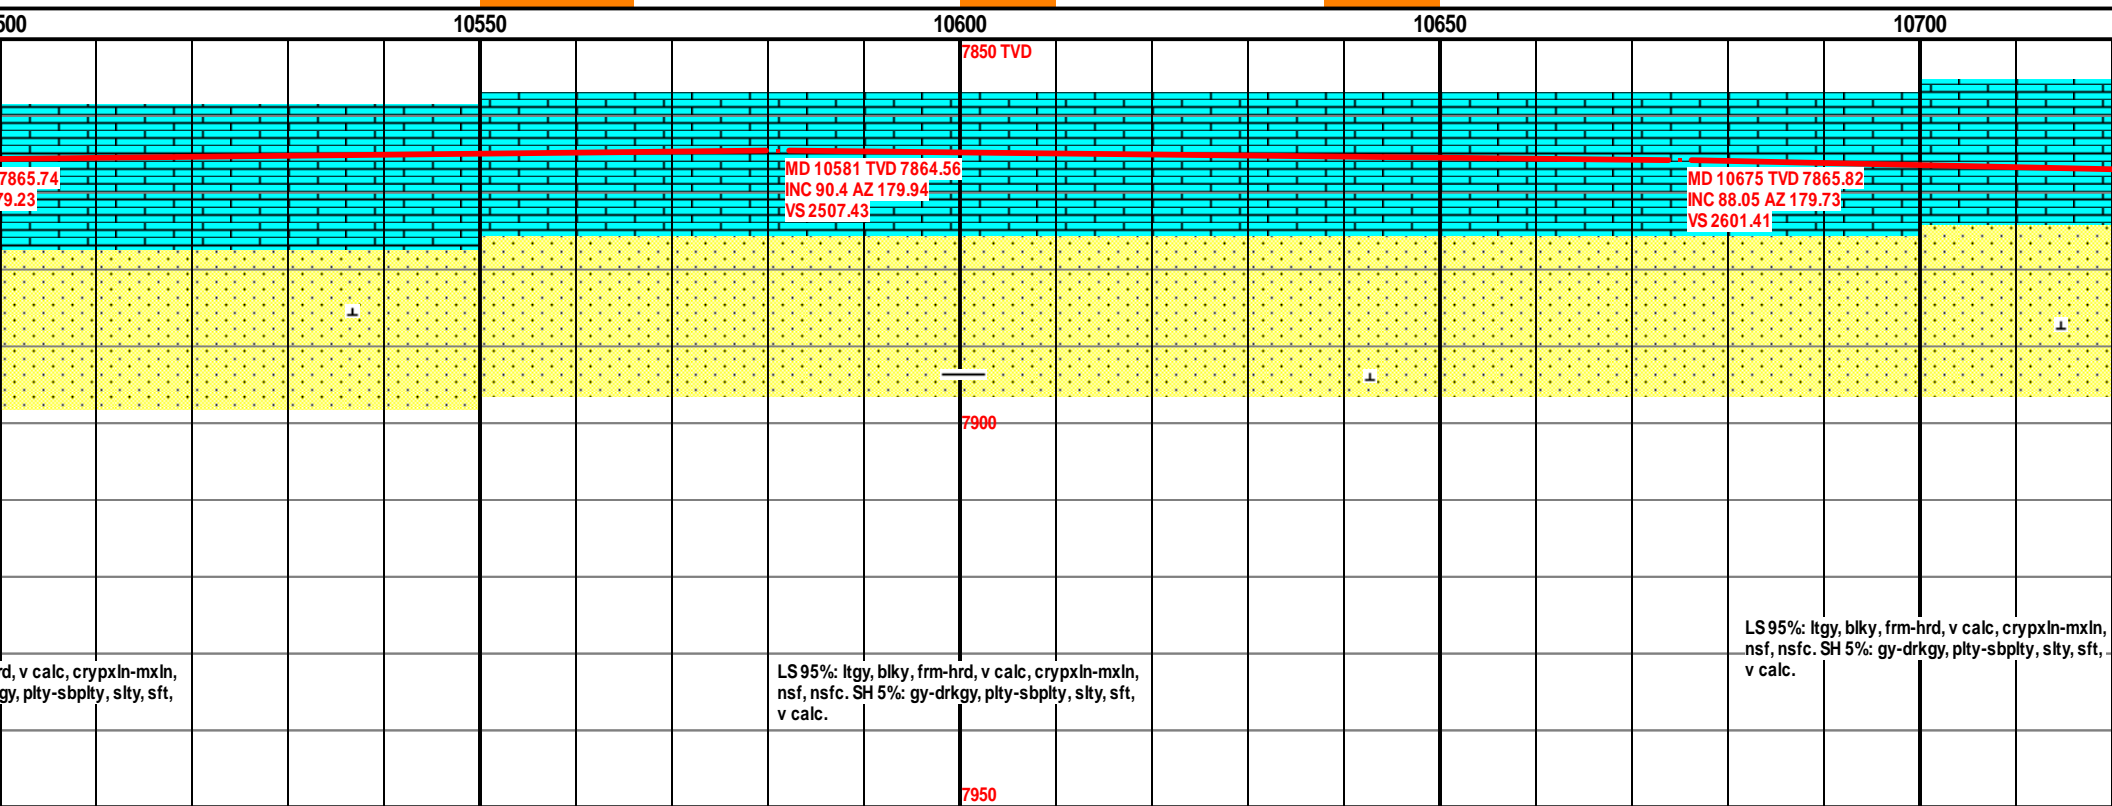 500 10550 10600 10650 10700
7850 TVD
7865.74
79.23
MD 10581 TVD 7864.56
INC 90.4 AZ 179.94
VS 2507.43
MD 10675 TVD 7865.82
INC 88.05 AZ 179.73
VS 2601.41
7900
rd, v calc, crypxln-mxln,
gy, plty-sbplty, slty, sft,
LS 95%: ltgy, blky, frm-hrd, v calc, crypxln-mxln,
nsf, nsfc. SH 5%: gy-drkgy, plty-sbplty, slty, sft,
v calc.
LS 95%: ltgy, blky, frm-hrd, v calc, crypxln-mxln,
nsf, nsfc. SH 5%: gy-drkgy, plty-sbplty, slty, sft,
v calc.
7950